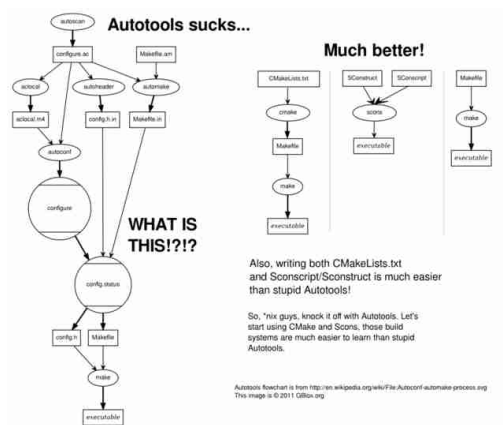 Autotools sucks...
autoscan
configure.ac
Makefile.am
aclocal
autoheader
automake
aclocal.m4
config.h.in
Makefile.in
autoconf
configure
WHAT IS
THIS!?!?
config.status
config.h
Makefile
make
executable
Much better!
CMakeLists.txt
cmake
Makefile
make
executable
SConstruct
SConscript
scons
executable
Makefile
make
executable
Also, writing both CMakeLists.txt
and Sconscript/Sconstruct is much easier
than stupid Autotools!
So, *nix guys, knock it off with Autotools. Let's
start using CMake and Scons, those build
systems are much easier to learn than stupid
Autotools.
Autotools flowchart is from http://en.wikipedia.org/wiki/File:Autoconf-automake-process.svg
This image is © 2011 GBox.org